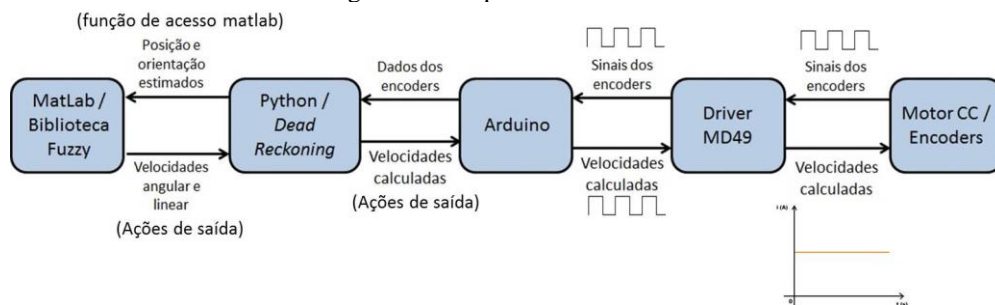 (função de acesso matlab)
Posição e
orientação
estimados
Dados dos
encoders
Sinais dos
encoders
Sinais dos
encoders
MatLab /
Biblioteca
Fuzzy
Python /
Dead
Reckoning
Arduino
Driver
MD49
Motor CC /
Encoders
Velocidades
angular e
linear
(Ações de saída)
Velocidades
calculadas
(Ações de saída)
Velocidades
calculadas
Velocidades
calculadas
I (A)
0